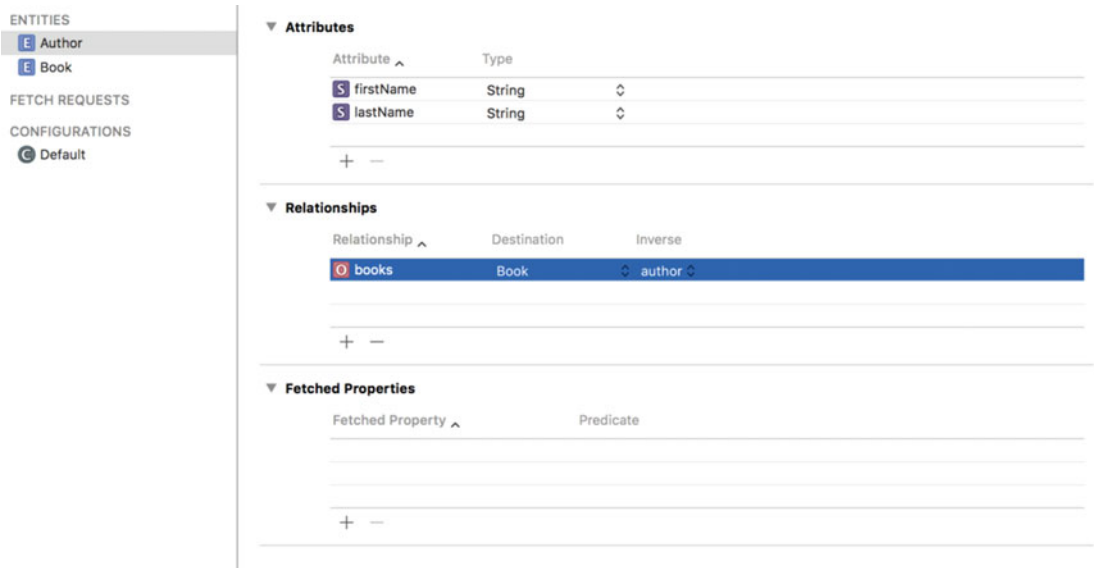 ENTITIES
E Author
E Book
FETCH REQUESTS
CONFIGURATIONS
C Default
Attributes
Attribute Type
S firstName String
S lastName String
+ −
Relationships
Relationship Destination Inverse
O books Book author
+ −
Fetched Properties
Fetched Property Predicate
+ −